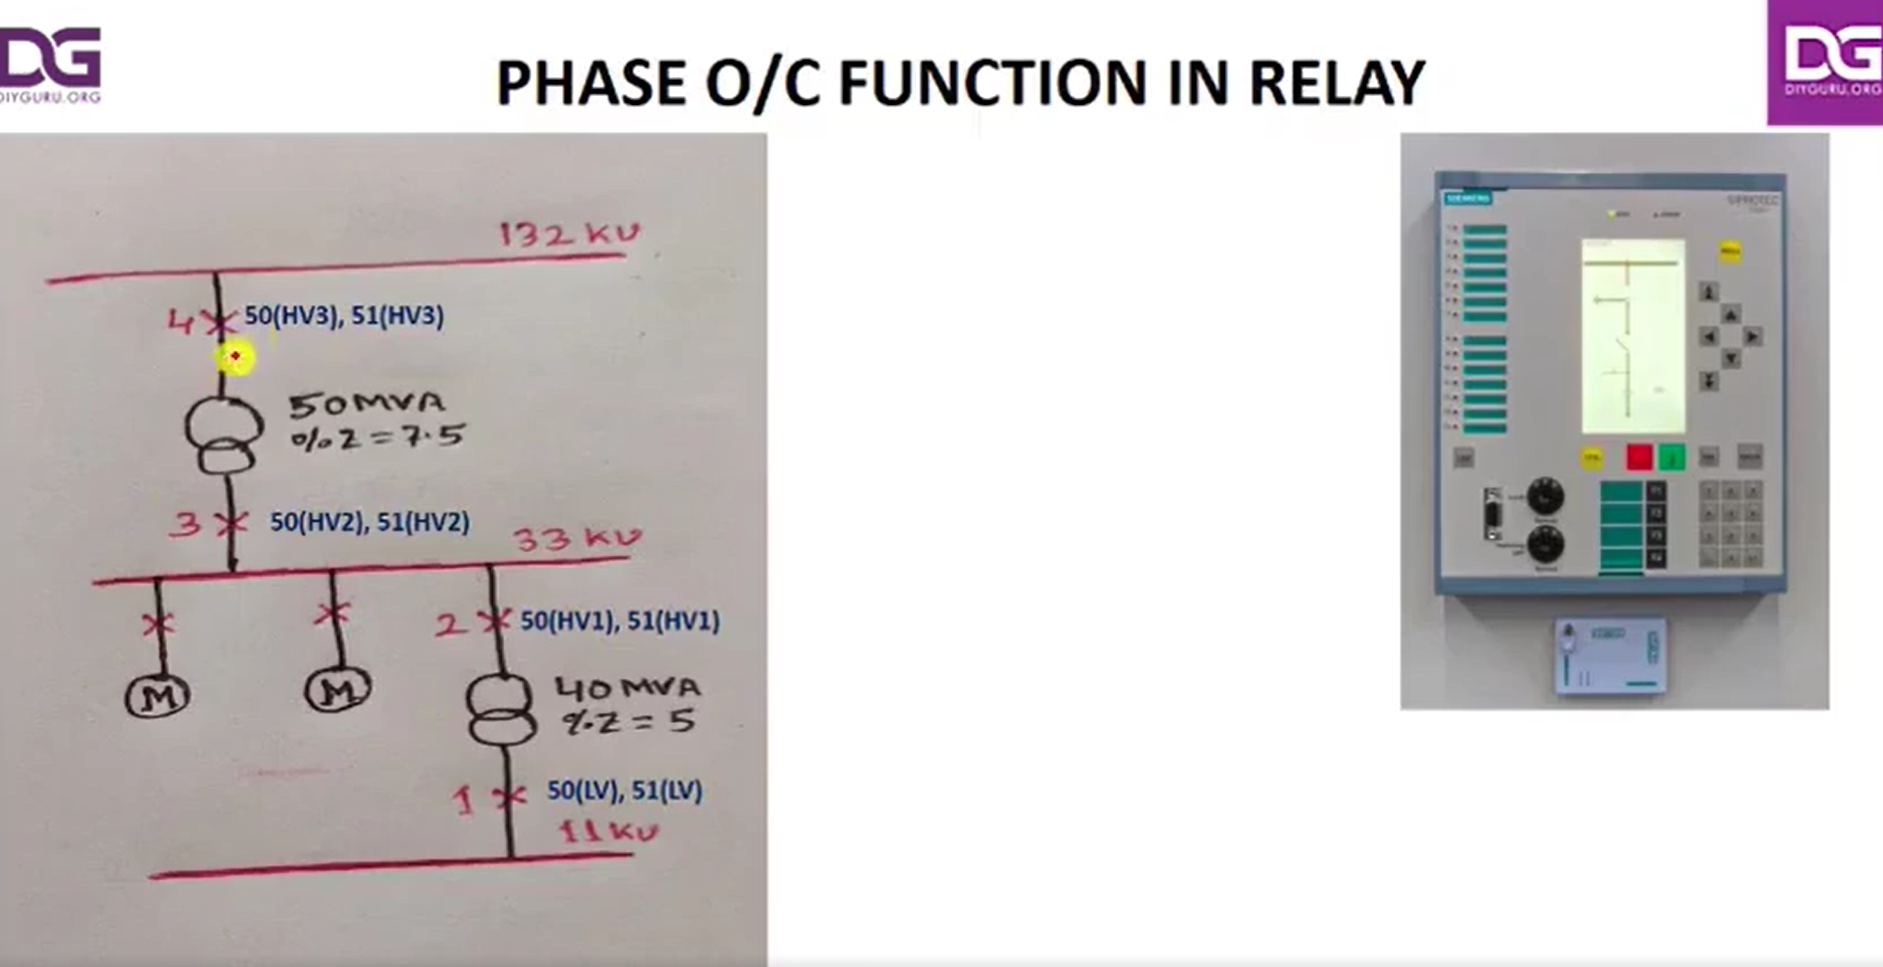 DG
DIYGURU.ORG
PHASE O/C FUNCTION IN RELAY
DG
DIYGURU.ORG
132 KV
4 50(HV3), 51(HV3)
50MVA
%Z = 7.5
3 50(HV2), 51(HV2)
33 KV
2 50(HV1), 51(HV1)
M
M
40MVA
%Z = 5
1 50(LV), 51(LV)
11 KV
SIEMENS
SIPROTEC